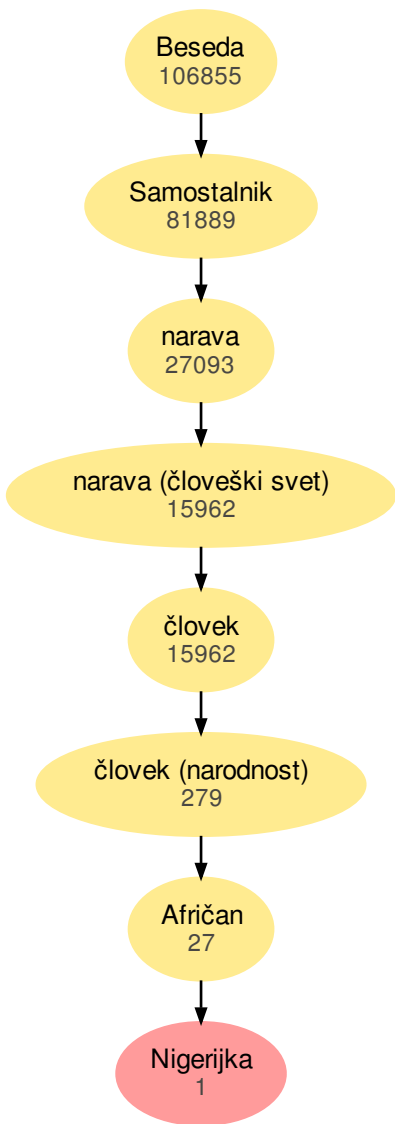 Beseda
106855
Samostalnik
81889
narava
27093
narava (človeški svet)
15962
človek
15962
človek (narodnost)
279
Afričan
27
Nigerijka
1